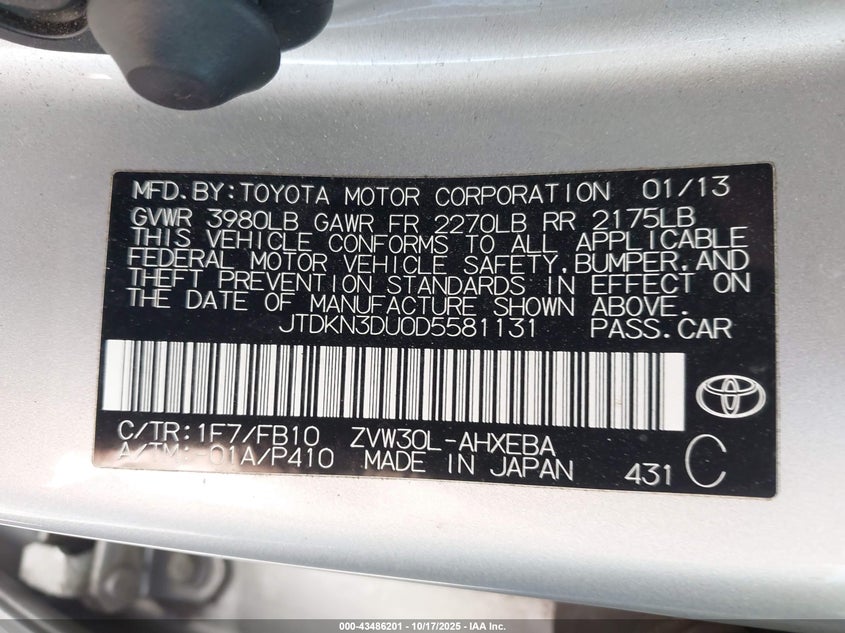 MFD.BY:TOYOTA MOTOR CORPORATION 01/13
GVWR 3980LB GAWR FR 2270LB RR 2175LB
THIS VEHICLE CONFORMS TO ALL APPLICABLE
FEDERAL MOTOR VEHICLE SAFETY,BUMPER,AND
THEFT PREVENTION STANDARDS IN EFFECT ON
THE DATE OF MANUFACTURE SHOWN ABOVE.
JTDKN3DU0D5581131 PASS.CAR
C/TR:1F7/FB10 ZVW30L-AHXEBA
A/TM:-01A/P410 MADE IN JAPAN 431 C
000-43486201 - 10/17/2025 - IAA Inc.